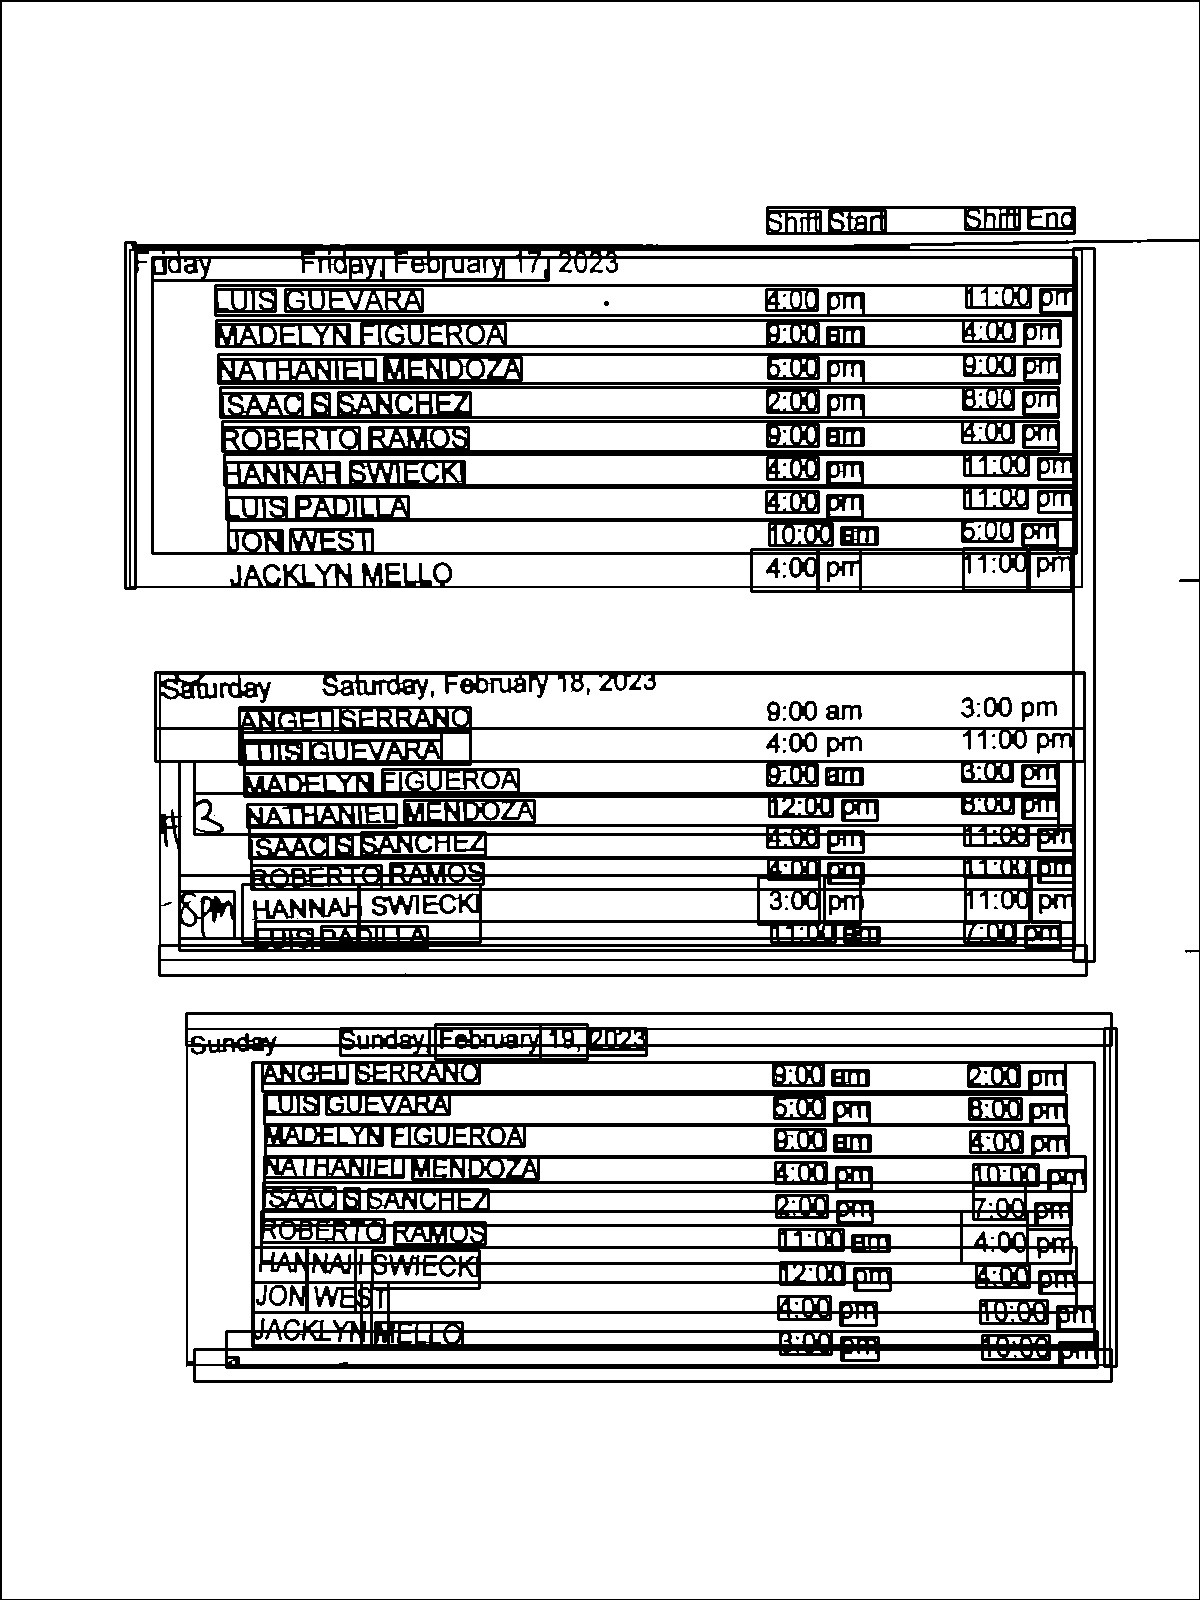 Shift Start Shift End
Friday Friday, February 17, 2023
LUIS GUEVARA 4:00 pm 11:00 pm
MADELYN FIGUEROA 9:00 am 4:00 pm
NATHANIEL MENDOZA 5:00 pm 9:00 pm
ISAAC S SANCHEZ 2:00 pm 8:00 pm
ROBERTO RAMOS 9:00 am 4:00 pm
HANNAH SWIECKI 4:00 pm 11:00 pm
LUIS PADILLA 4:00 pm 11:00 pm
JON WEST 10:00 am 5:00 pm
JACKLYN MELLO 4:00 pm 11:00 pm
Saturday Saturday, February 18, 2023
ANGEL SERRANO 9:00 am 3:00 pm
LUIS GUEVARA 4:00 pm 11:00 pm
MADELYN FIGUEROA 9:00 am 3:00 pm
# 3 NATHANIEL MENDOZA 12:00 pm 8:00 pm
ISAAC S SANCHEZ 4:00 pm 11:00 pm
ROBERTO RAMOS 4:00 pm 11:00 pm
- 8pm HANNAH SWIECKI 3:00 pm 11:00 pm
LUIS PADILLA 11:00 am 7:00 pm
Sunday Sunday, February 19, 2023
ANGEL SERRANO 9:00 am 2:00 pm
LUIS GUEVARA 5:00 pm 8:00 pm
MADELYN FIGUEROA 9:00 am 4:00 pm
NATHANIEL MENDOZA 4:00 pm 10:00 pm
ISAAC S SANCHEZ 2:00 pm 7:00 pm
ROBERTO RAMOS 11:00 am 4:00 pm
HANNAH SWIECKI 12:00 pm 4:00 pm
JON WEST 4:00 pm 10:00 pm
JACKLYN MELLO 3:00 pm 10:00 pm